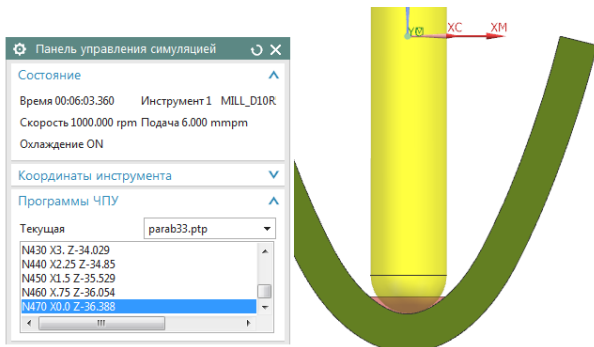 Панель управления симуляцией
Состояние
Время 00:06:03.360 Инструмент 1 MILL_D10R
Скорость 1000.000 rpm Подача 6.000 mmpm
Охлаждение ON
Координаты инструмента
Программы ЧПУ
Текущая parab33.ptp
N430 X3. Z-34.029
N440 X2.25 Z-34.85
N450 X1.5 Z-35.529
N460 X.75 Z-36.054
N470 X0.0 Z-36.388
YM XC XM